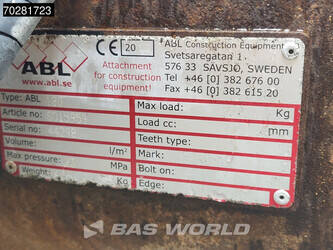 70281723
ABL
www.abl.se
CE 20
Attachment
for construction
equipment!
ABL Construction Equipment
Svetsaregatan 1
576 33 SÄVSJÖ, SWEDEN
Tel +46 [0] 382 676 00
Fax +46 [0] 382 615 20
Type: ABL
Max load: Kg
Article no:
Load cc: mm
Serial no:
Teeth type:
Volume: l/m³
Mark:
Max pressure: MPa
Bolt on:
Weight: Kg
Edge:
BAS WORLD